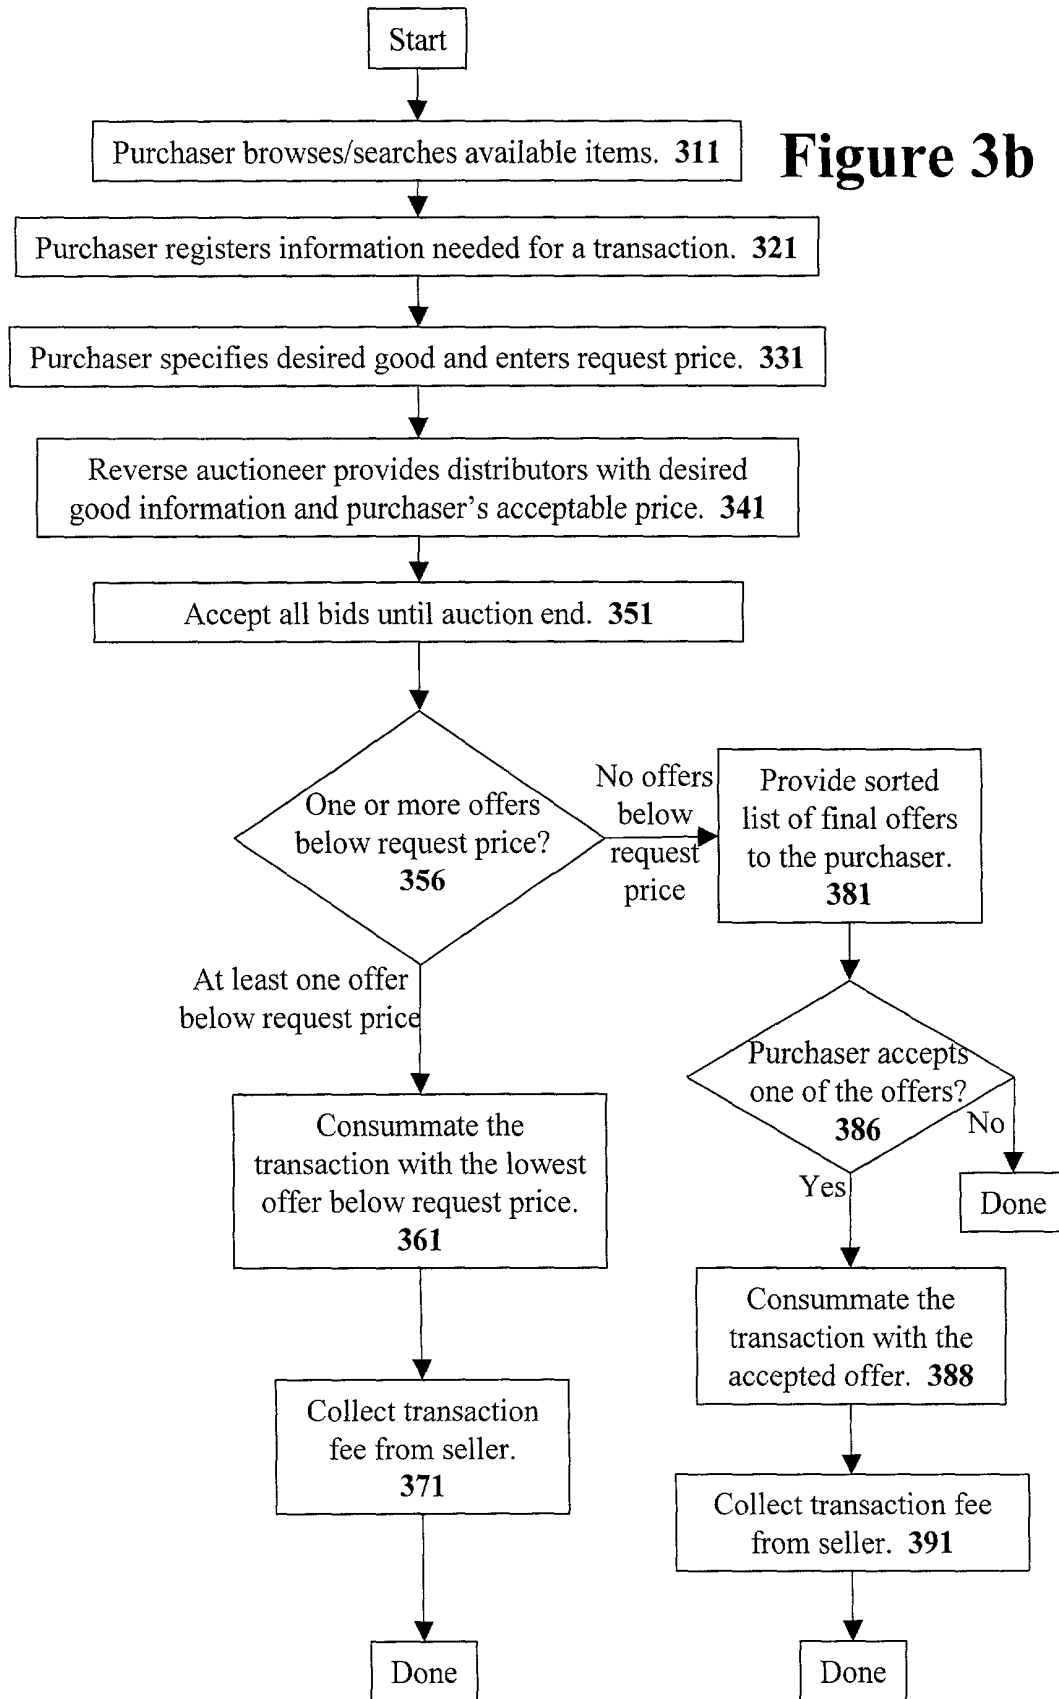 Start
Figure 3b
Purchaser browses/searches available items. 311
Purchaser registers information needed for a transaction. 321
Purchaser specifies desired good and enters request price. 331
Reverse auctioneer provides distributors with desired
good information and purchaser's acceptable price. 341
Accept all bids until auction end. 351
One or more offers
below request price?
356
No offers
below
request
price
Provide sorted
list of final offers
to the purchaser.
381
At least one offer
below request price
Purchaser accepts
one of the offers?
386
No
Done
Yes
Consummate the
transaction with the lowest
offer below request price.
361
Consummate the
transaction with the
accepted offer. 388
Collect transaction
fee from seller.
371
Collect transaction fee
from seller. 391
Done
Done